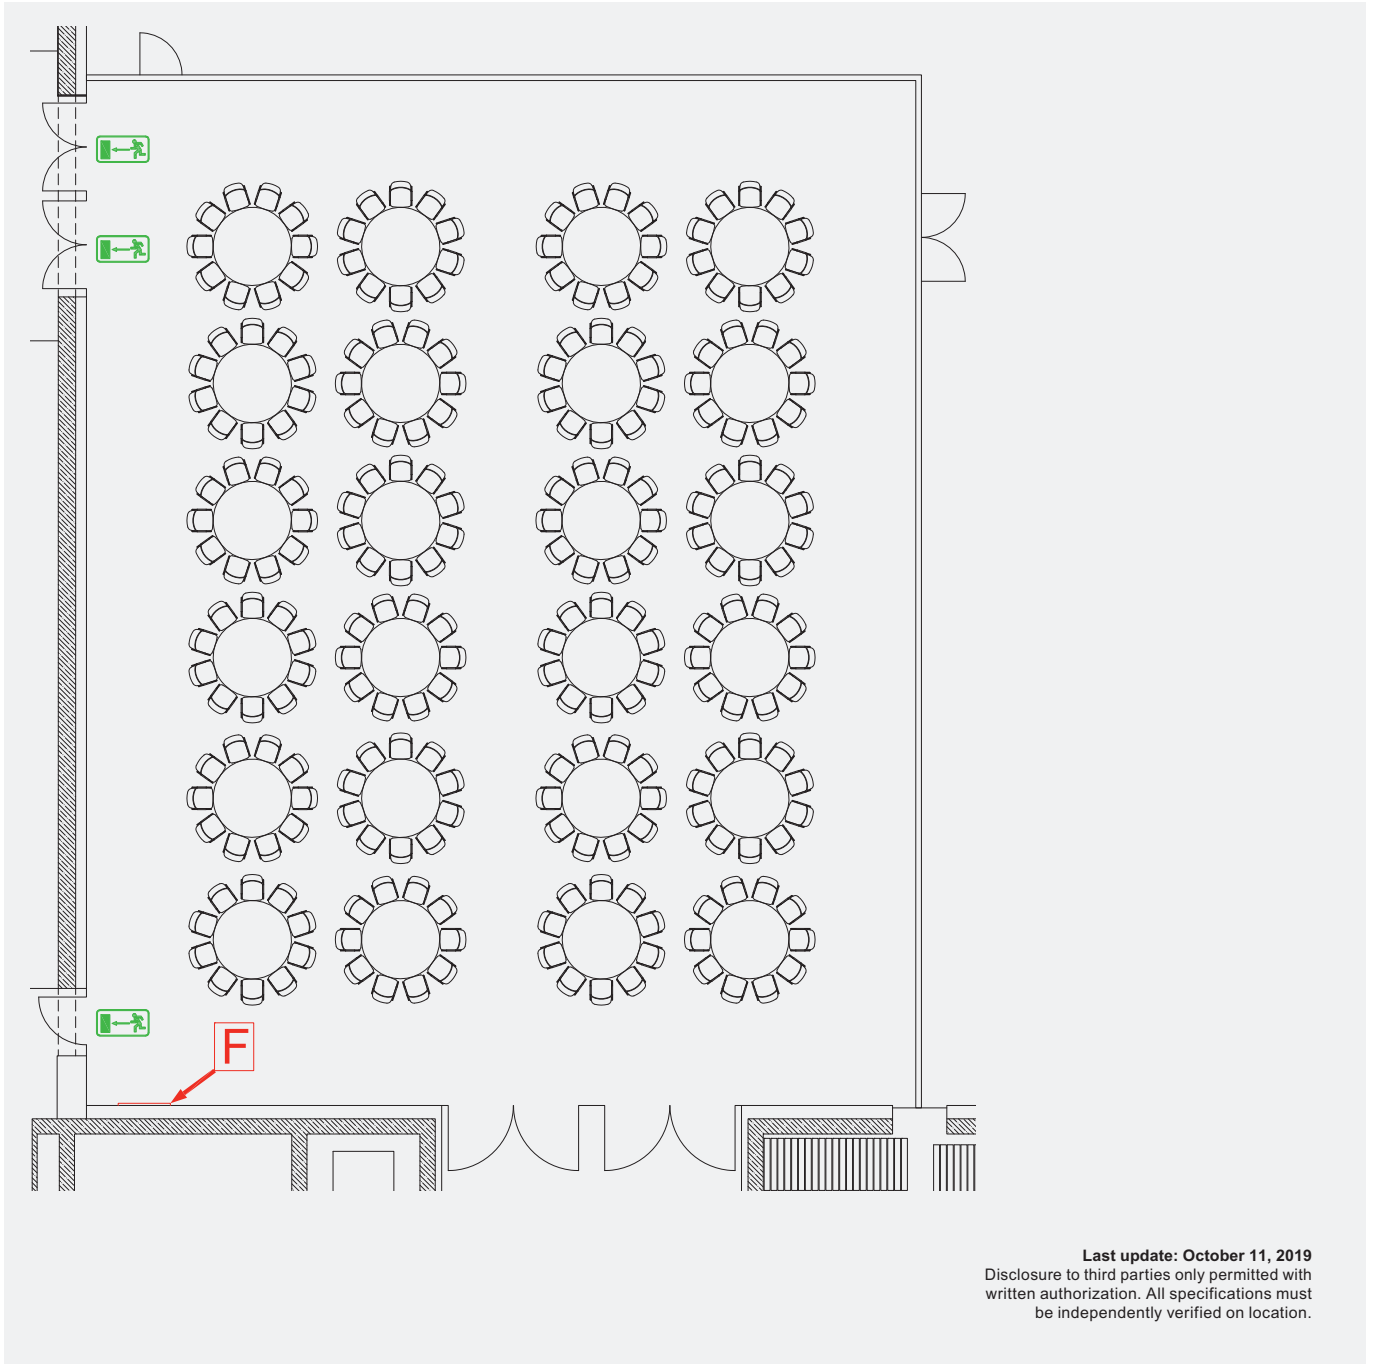 F
Last update: October 11, 2019
Disclosure to third parties only permitted with
written authorization. All specifications must
be independently verified on location.